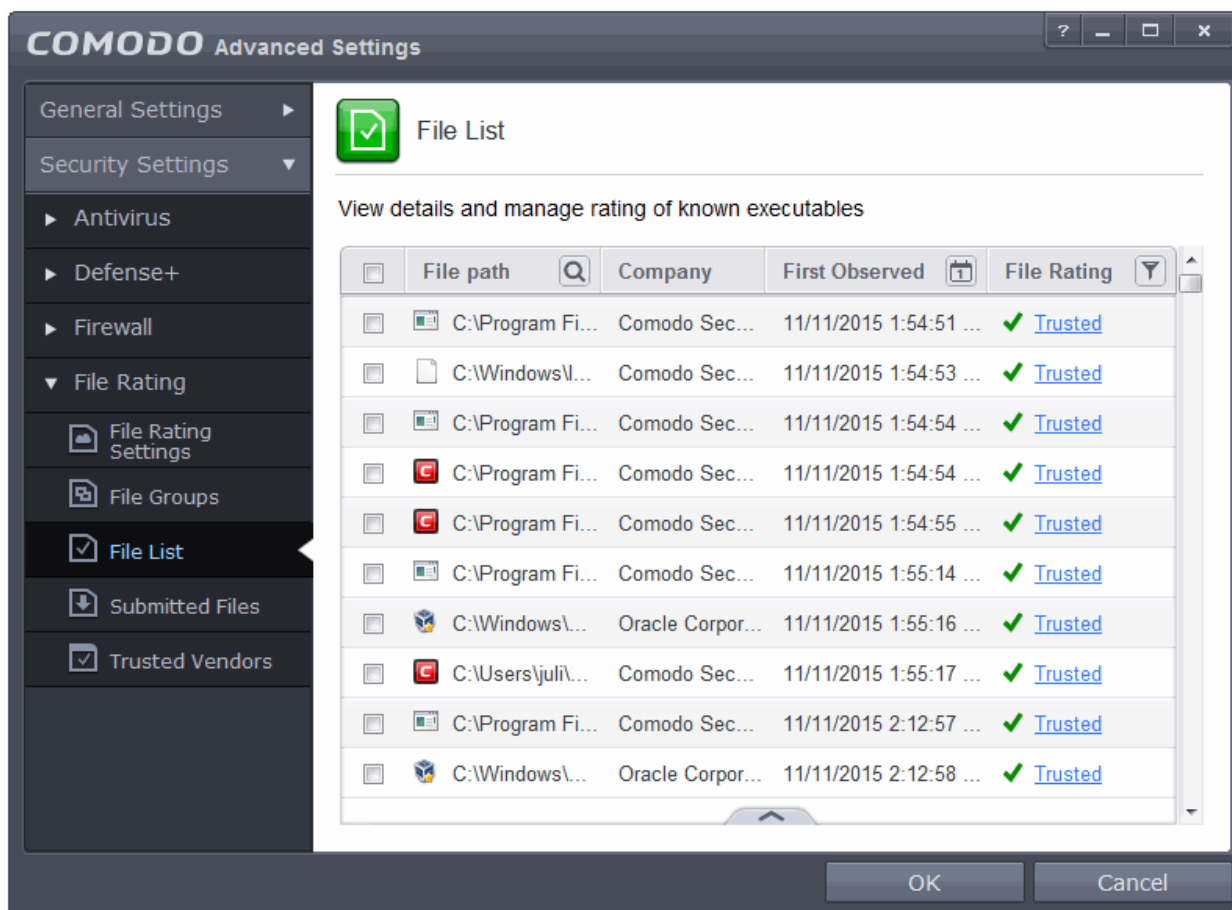 COMODO Advanced Settings
?
General Settings
Security Settings
Antivirus
Defense+
Firewall
File Rating
File Rating
Settings
File Groups
File List
Submitted Files
Trusted Vendors
File List
View details and manage rating of known executables
File path Company First Observed 1 File Rating
C:\Program Fi... Comodo Sec... 11/11/2015 1:54:51 ... Trusted
C:\Windows\I... Comodo Sec... 11/11/2015 1:54:53 ... Trusted
C:\Program Fi... Comodo Sec... 11/11/2015 1:54:54 ... Trusted
C:\Program Fi... Comodo Sec... 11/11/2015 1:54:54 ... Trusted
C:\Program Fi... Comodo Sec... 11/11/2015 1:54:55 ... Trusted
C:\Program Fi... Comodo Sec... 11/11/2015 1:55:14 ... Trusted
C:\Windows\... Oracle Corpor... 11/11/2015 1:55:16 ... Trusted
C:\Users\juli\... Comodo Sec... 11/11/2015 1:55:17 ... Trusted
C:\Program Fi... Comodo Sec... 11/11/2015 2:12:57 ... Trusted
C:\Windows\... Oracle Corpor... 11/11/2015 2:12:58 ... Trusted
OK Cancel